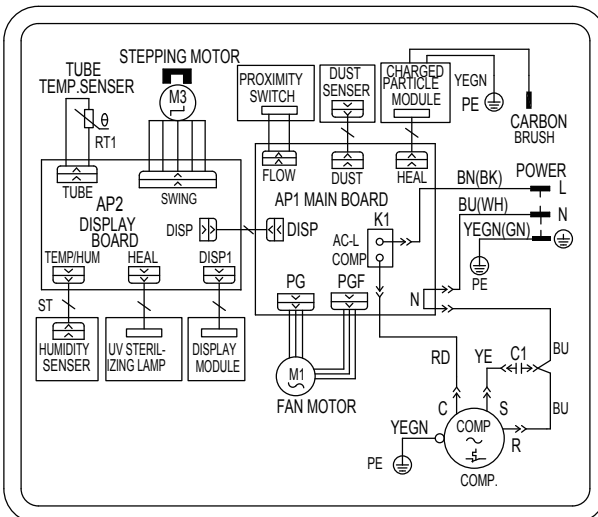 STEPPING MOTOR
TUBE
TEMP.SENSER
θ
RT1
M3
PROXIMITY
SWITCH
DUST
SENSER
CHARGED
PARTICLE
MODULE
YEGN
PE
CARBON
BRUSH
TUBE
SWING
FLOW
DUST
HEAL
AP2
DISPLAY
BOARD
AP1 MAIN BOARD
DISP
DISP
K1
AC-L
COMP
BN(BK)
POWER
L
BU(WH)
N
YEGN(GN)
PE
TEMP/HUM
HEAL
DISP1
PG
PGF
N
ST
HUMIDITY
SENSER
UV STERIL-
IZING LAMP
DISPLAY
MODULE
M1
FAN MOTOR
RD
YE
C1
BU
BU
C
S
R
YEGN
PE
COMP
COMP.